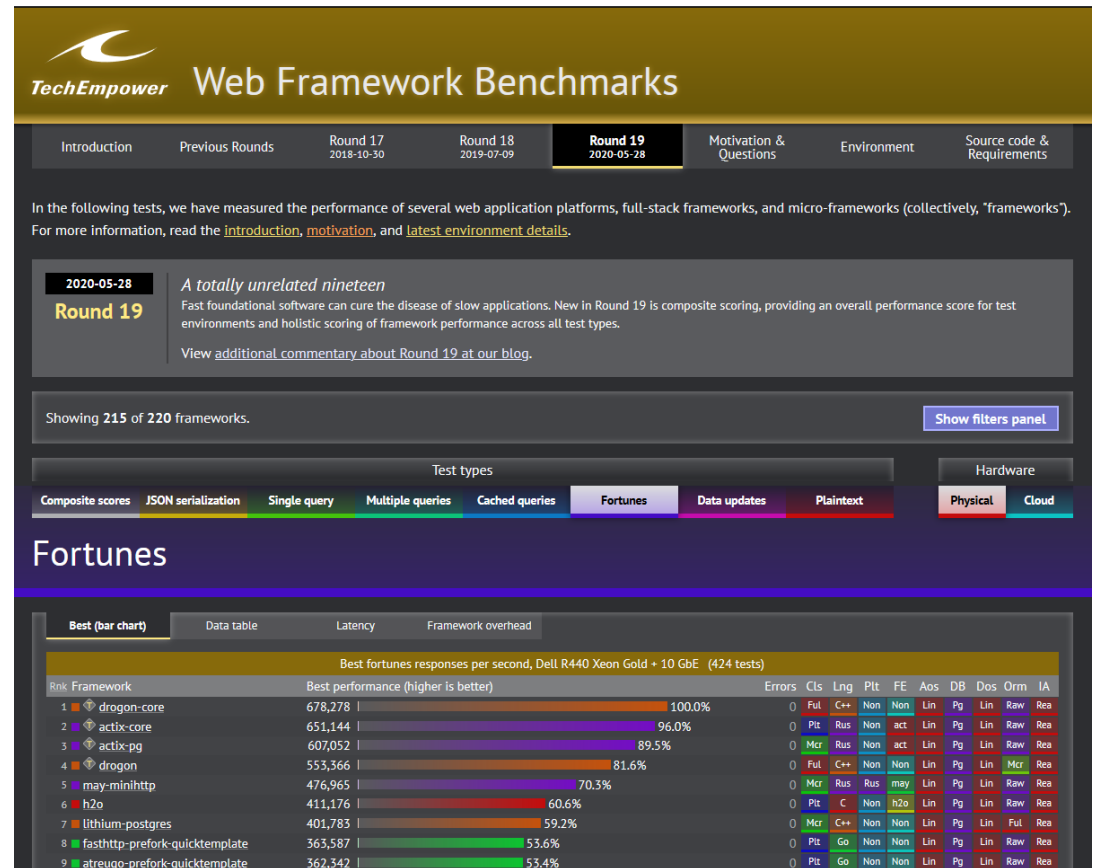 TechEmpower Web Framework Benchmarks
Introduction Previous Rounds Round 17 Round 18 Round 19 Motivation & Environment Source code &
2018-10-30 2019-07-09 2020-05-28 Questions Requirements
In the following tests, we have measured the performance of several web application platforms, full-stack frameworks, and micro-frameworks (collectively, "frameworks").
For more information, read the introduction, motivation, and latest environment details.
2020-05-28
Round 19
A totally unrelated nineteen
Fast foundational software can cure the disease of slow applications. New in Round 19 is composite scoring, providing an overall performance score for test
environments and holistic scoring of framework performance across all test types.
View additional commentary about Round 19 at our blog.
Showing 215 of 220 frameworks. Show filters panel
Test types Hardware
Composite scores JSON serialization Single query Multiple queries Cached queries Fortunes Data updates Plaintext Physical Cloud
Fortunes
Best (bar chart) Data table Latency Framework overhead
Best fortunes responses per second, Dell R440 Xeon Gold + 10 GbE (424 tests)
Rnk Framework Best performance (higher is better) Errors Cls Lng Plt FE Aos DB Dos Orm IA
1 drogon-core 678,278 100.0% 0 Ful C++ Non Non Lin Pg Lin Raw Rea
2 actix-core 651,144 96.0% 0 Plt Rus Non act Lin Pg Lin Raw Rea
3 actix-pg 607,052 89.5% 0 Mcr Rus Non act Lin Pg Lin Raw Rea
4 drogon 553,366 81.6% 0 Ful C++ Non Non Lin Pg Lin Mcr Rea
5 may-minihttp 476,965 70.3% 0 Mcr Rus Rus may Lin Pg Lin Raw Rea
6 h2o 411,176 60.6% 0 Plt C Non h2o Lin Pg Lin Raw Rea
7 lithium-postgres 401,783 59.2% 0 Mcr C++ Non Non Lin Pg Lin Ful Rea
8 fasthttp-prefork-quicktemplate 363,587 53.6% 0 Plt Go Non Non Lin Pg Lin Raw Rea
9 atreugo-prefork-quicktemplate 362,342 53.4% 0 Plt Go Non Non Lin Pg Lin Raw Rea